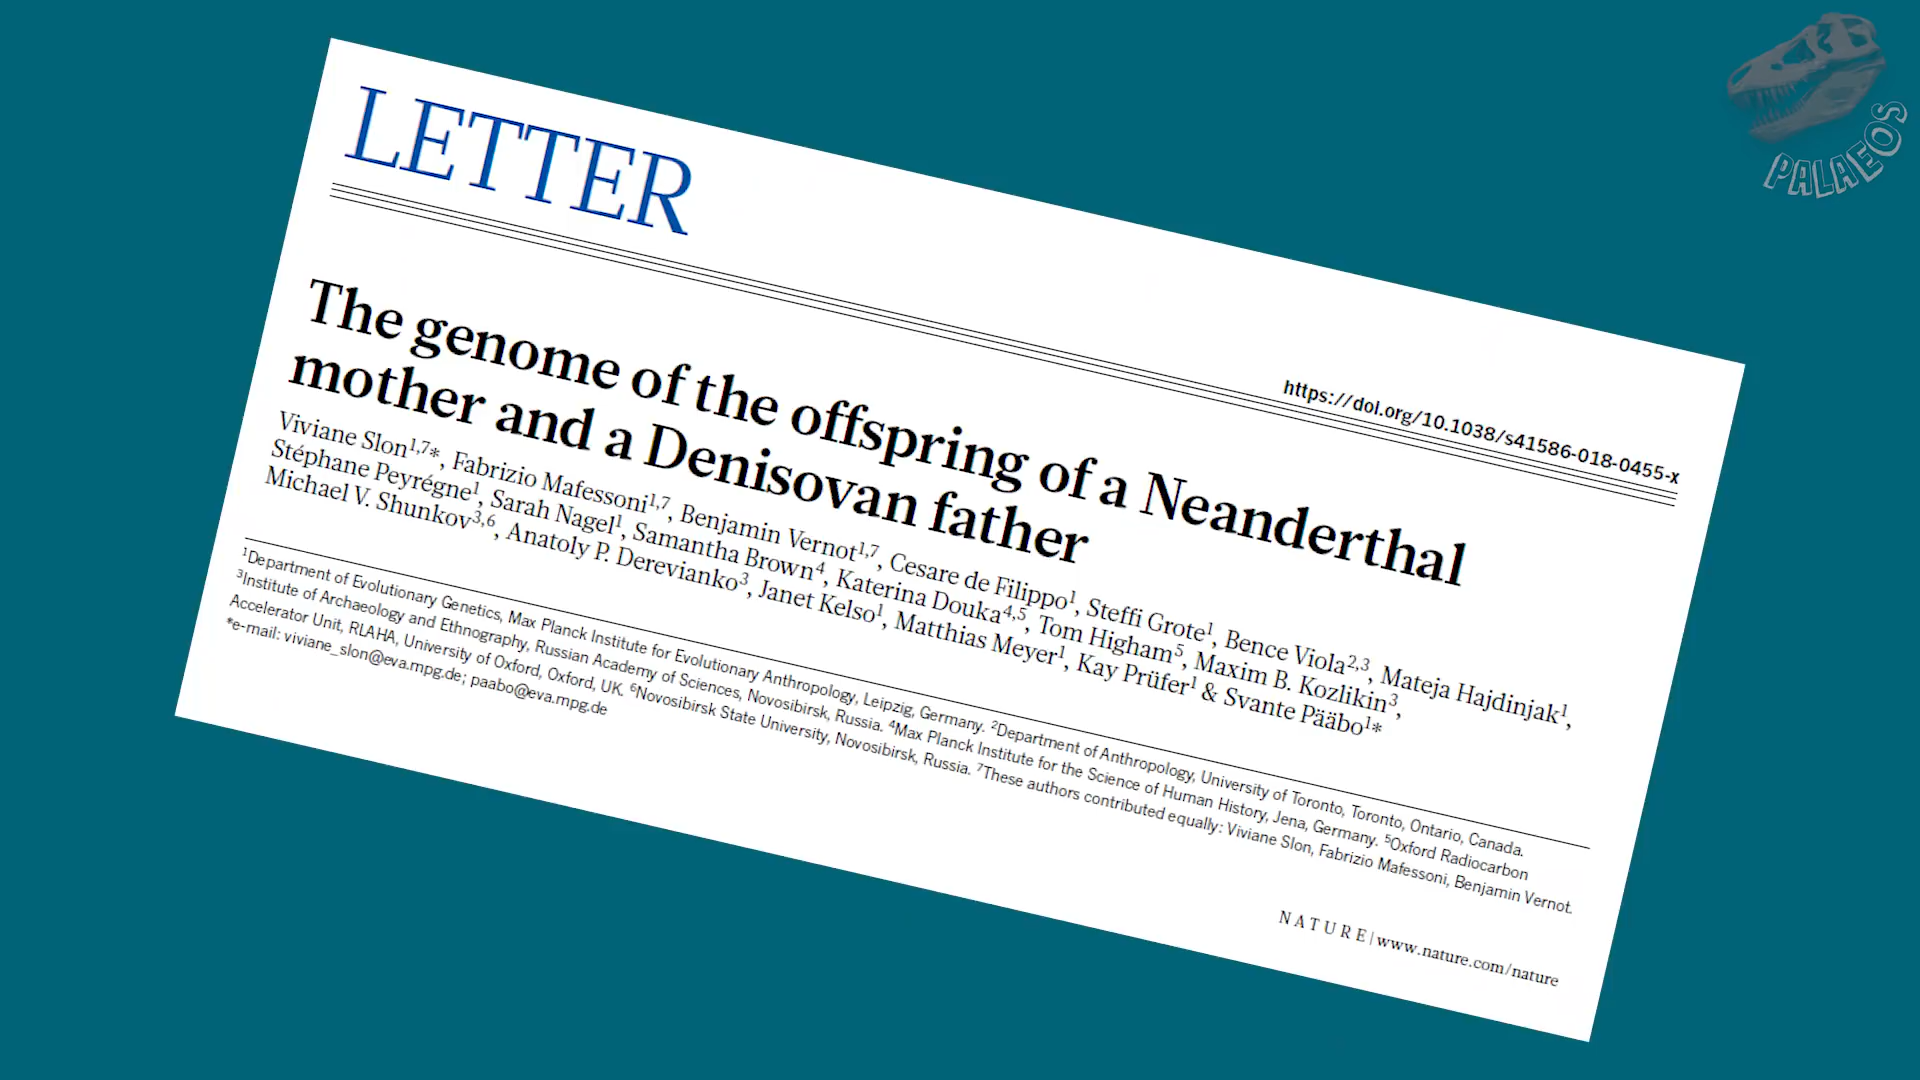 LETTER
https://doi.org/10.1038/s41586-018-0455-x
The genome of the offspring of a Neanderthal
mother and a Denisovan father
Viviane Slon1,7*, Fabrizio Mafessoni1,7, Benjamin Vernot1,7, Cesare de Filippo1, Steffi Grote1, Bence Viola2,3, Mateja Hajdinjak1,
Stéphane Peyrégne1, Sarah Nagel1, Samantha Brown4, Katerina Douka4,5, Tom Higham5, Maxim B. Kozlikin3,
Michael V. Shunkov3,6, Anatoly P. Derevianko3, Janet Kelso1, Matthias Meyer1, Kay Prüfer1 & Svante Pääbo1*
1Department of Evolutionary Genetics, Max Planck Institute for Evolutionary Anthropology, Leipzig, Germany. 2Department of Anthropology, University of Toronto, Toronto, Ontario, Canada.
3Institute of Archaeology and Ethnography, Russian Academy of Sciences, Novosibirsk, Russia. 4Max Planck Institute for the Science of Human History, Jena, Germany. 5Oxford Radiocarbon
Accelerator Unit, RLAHA, University of Oxford, Oxford, UK. 6Novosibirsk State University, Novosibirsk, Russia. 7These authors contributed equally: Viviane Slon, Fabrizio Mafessoni, Benjamin Vernot.
*e-mail: viviane_slon@eva.mpg.de; paabo@eva.mpg.de
NATURE|www.nature.com/nature
PALAEOS